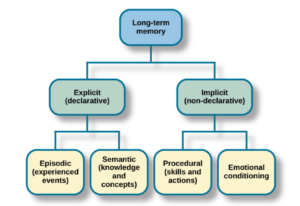 Long-term
memory
Explicit
(declarative)
Implicit
(non-declarative)
Episodic
(experienced
events)
Semantic
(knowledge
and
concepts)
Procedural
(skills and
actions)
Emotional
conditioning